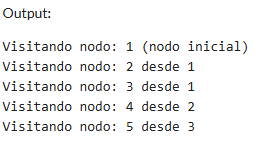 Output:
Visitando nodo: 1 (nodo inicial)
Visitando nodo: 2 desde 1
Visitando nodo: 3 desde 1
Visitando nodo: 4 desde 2
Visitando nodo: 5 desde 3